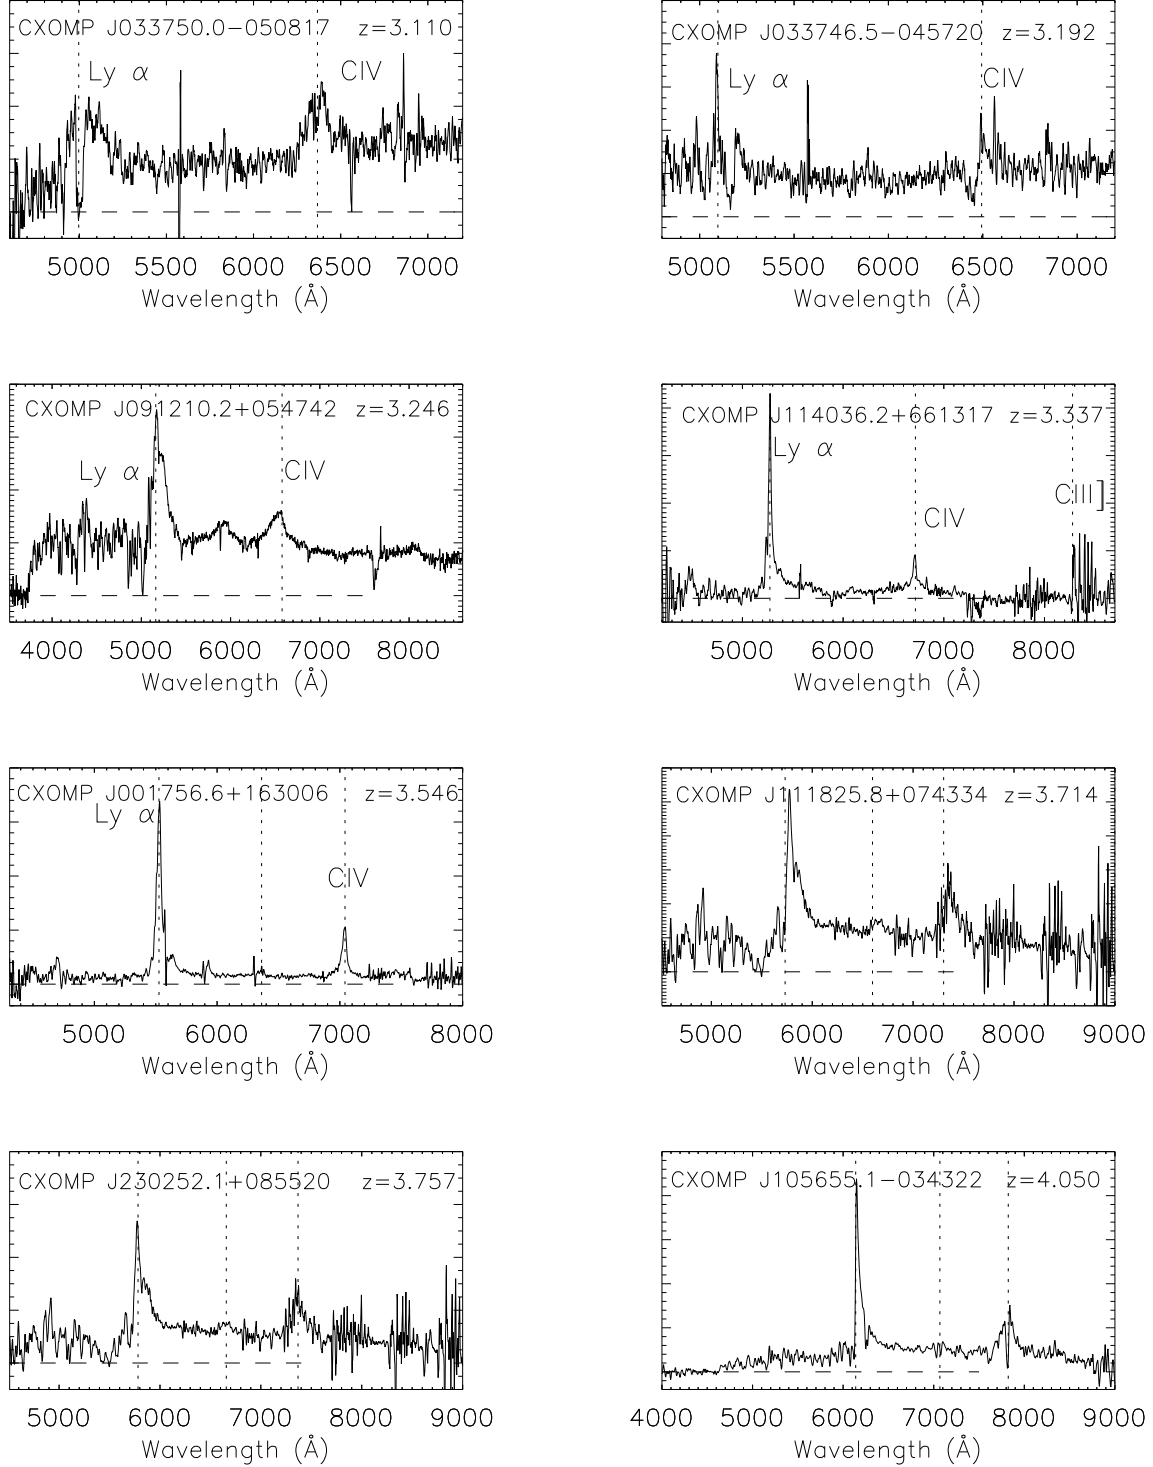 CXOMP J033750.0−050817 z=3.110
Ly α
CIV
5000 5500 6000 6500 7000
Wavelength (Å)
CXOMP J033746.5−045720 z=3.192
Ly α
CIV
5000 5500 6000 6500 7000
Wavelength (Å)
CXOMP J091210.2+054742 z=3.246
Ly α
CIV
4000 5000 6000 7000 8000
Wavelength (Å)
CXOMP J114036.2+661317 z=3.337
Ly α
CIII]
CIV
5000 6000 7000 8000
Wavelength (Å)
CXOMP J001756.6+163006 z=3.546
Ly α
CIV
5000 6000 7000 8000
Wavelength (Å)
CXOMP J111825.8+074334 z=3.714
5000 6000 7000 8000 9000
Wavelength (Å)
CXOMP J230252.1+085520 z=3.757
5000 6000 7000 8000 9000
Wavelength (Å)
CXOMP J105655.1−034322 z=4.050
4000 5000 6000 7000 8000 9000
Wavelength (Å)